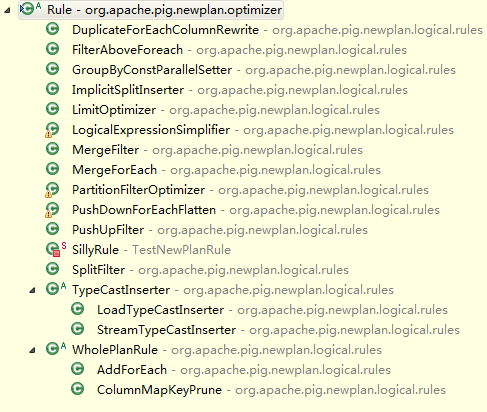 Rule - org.apache.pig.newplan.optimizer
DuplicateForEachColumnRewrite - org.apache.pig.newplan.logical.rules
FilterAboveForeach - org.apache.pig.newplan.logical.rules
GroupByConstParallelSetter - org.apache.pig.newplan.logical.rules
ImplicitSplitInserter - org.apache.pig.newplan.logical.rules
LimitOptimizer - org.apache.pig.newplan.logical.rules
LogicalExpressionSimplifier - org.apache.pig.newplan.logical.rules
MergeFilter - org.apache.pig.newplan.logical.rules
MergeForEach - org.apache.pig.newplan.logical.rules
PartitionFilterOptimizer - org.apache.pig.newplan.logical.rules
PushDownForEachFlatten - org.apache.pig.newplan.logical.rules
PushUpFilter - org.apache.pig.newplan.logical.rules
SillyRule - TestNewPlanRule
SplitFilter - org.apache.pig.newplan.logical.rules
TypeCastInserter - org.apache.pig.newplan.logical.rules
LoadTypeCastInserter - org.apache.pig.newplan.logical.rules
StreamTypeCastInserter - org.apache.pig.newplan.logical.rules
WholePlanRule - org.apache.pig.newplan.optimizer.rules
AddForEach - org.apache.pig.newplan.logical.rules
ColumnMapKeyPrune - org.apache.pig.newplan.logical.rules